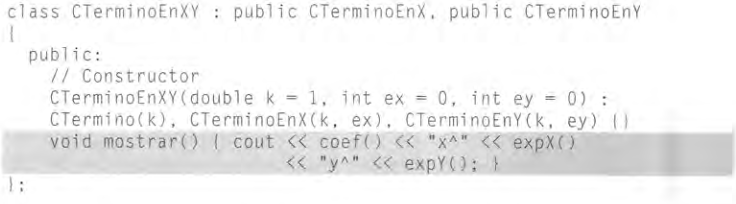 class CTerminoEnXY : public CTerminoEnX, public CTerminoEnY
{
public:
// Constructor
CTerminoEnXY(double k = 1, int ex = 0, int ey = 0) :
CTermino(k), CTerminoEnX(k, ex), CTerminoEnY(k, ey) {}
void mostrar() { cout << coef() << "x^" << expX()
<< "y^" << expY(); }
};